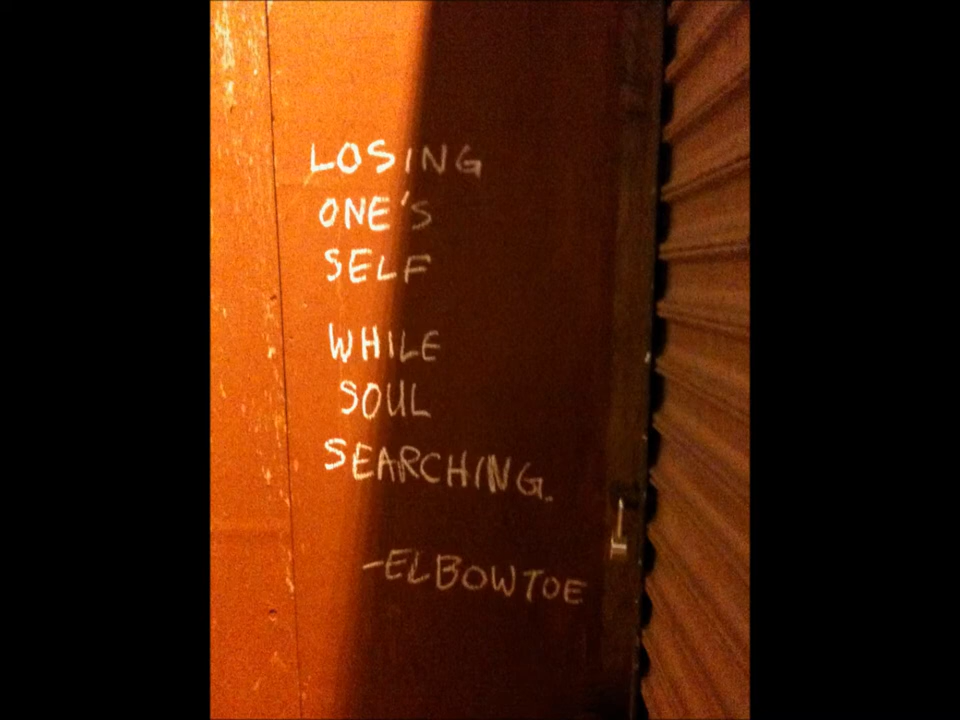 LOSING
ONE'S
SELF
WHILE
SOUL
SEARCHING.
-ELBOWTOE